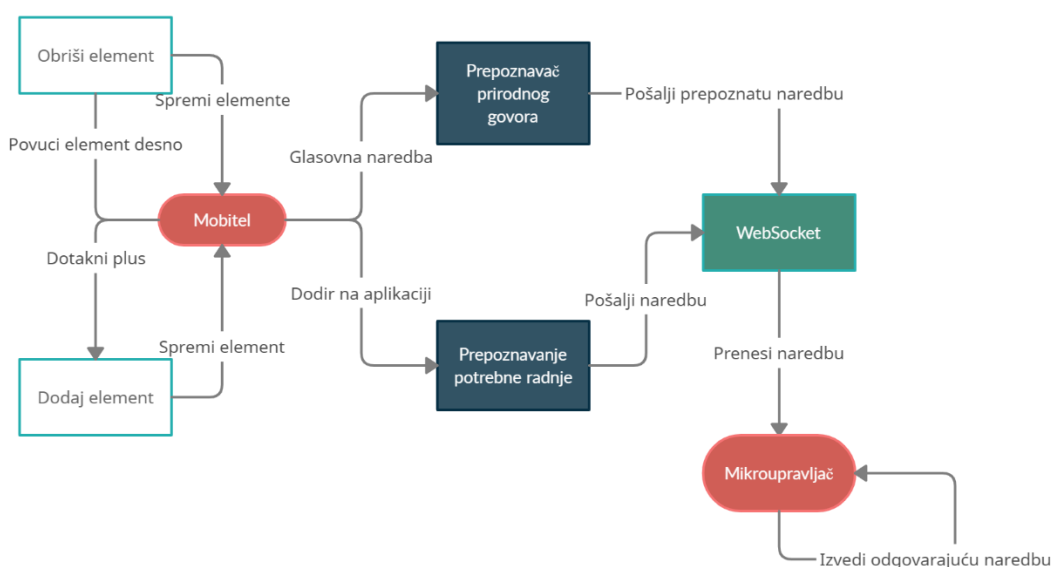 Obriši element
Spremi elemente
Povuci element desno
Mobitel
Dotakni plus
Spremi element
Dodaj element
Prepoznavač
prirodnog
govora
Pošalji prepoznatu naredbu
Glasovna naredba
WebSocket
Dodir na aplikaciji
Pošalji naredbu
Prepoznavanje
potrebne radnje
Prenesi naredbu
Mikroupravljač
Izvedi odgovarajuću naredbu